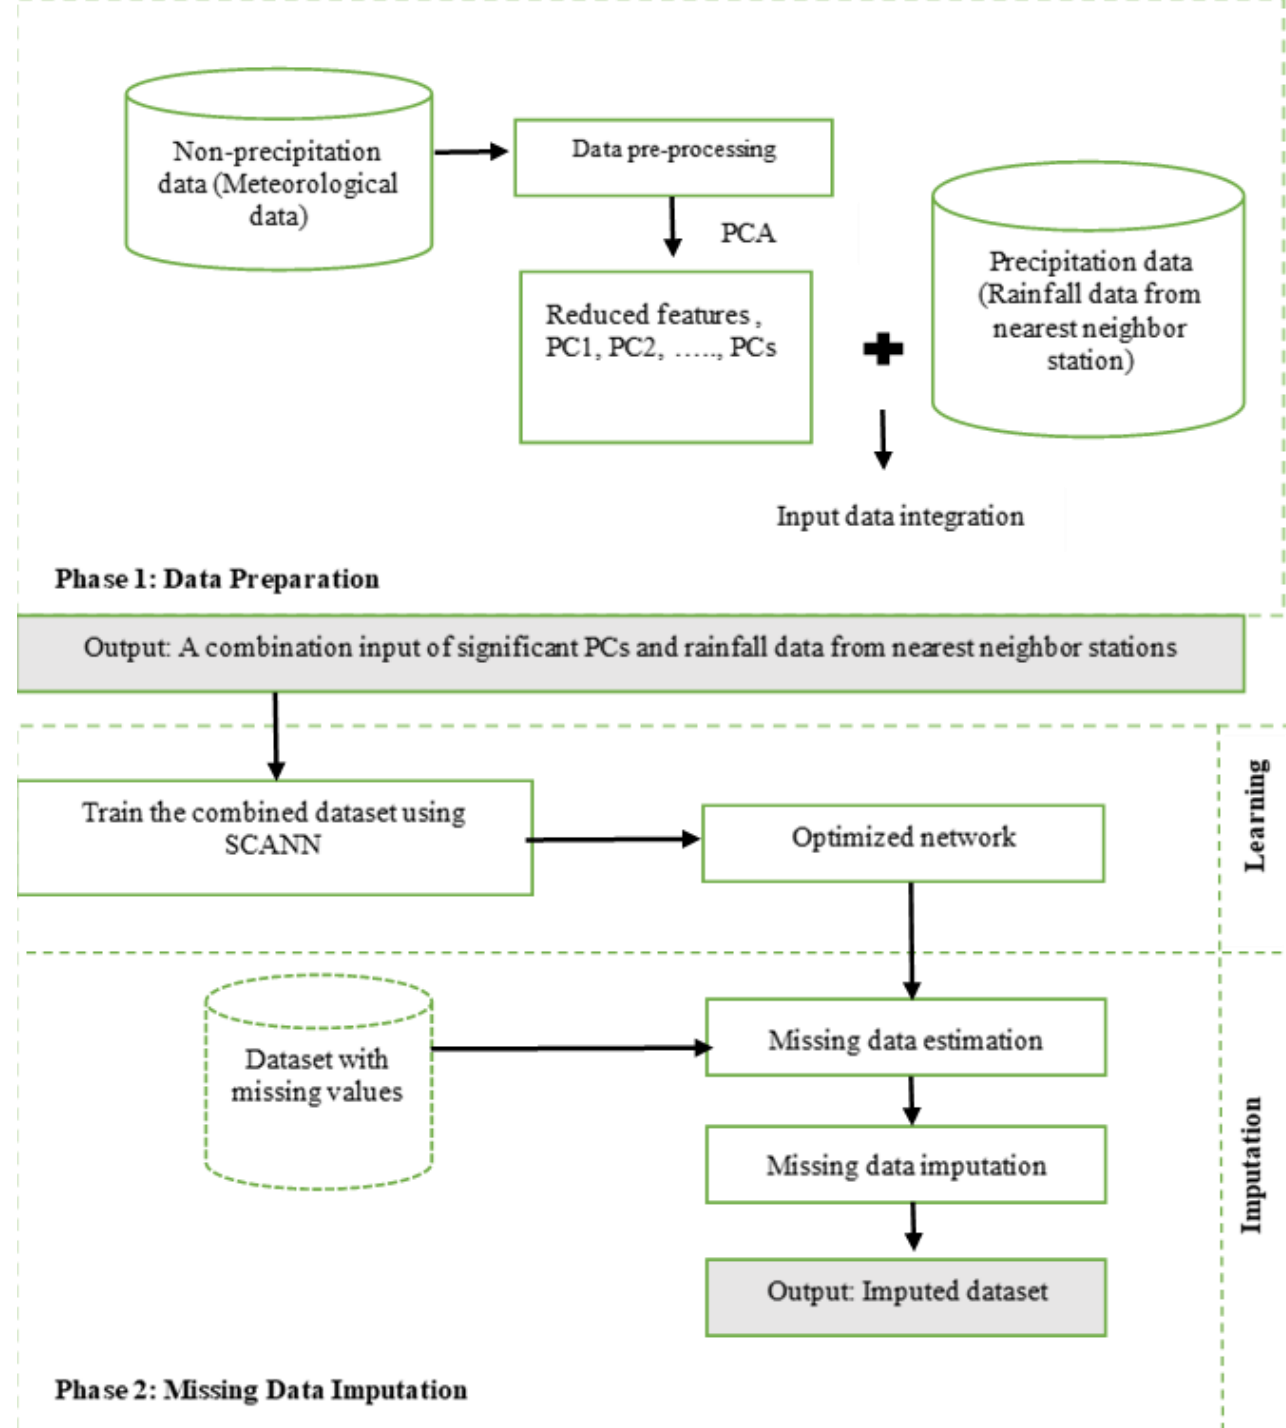 Non-precipitation
data (Meteorological
data)
Data pre-processing
PCA
Reduced features ,
PC1, PC2, ....., PCs
Precipitation data
(Rainfall data from
nearest neighbor
station)
Input data integration
Phase 1: Data Preparation
Output: A combination input of significant PCs and rainfall data from nearest neighbor stations
Train the combined dataset using
SCANN
Optimized network
Learning
Dataset with
missing values
Missing data estimation
Missing data imputation
Output: Imputed dataset
Imputation
Phase 2: Missing Data Imputation